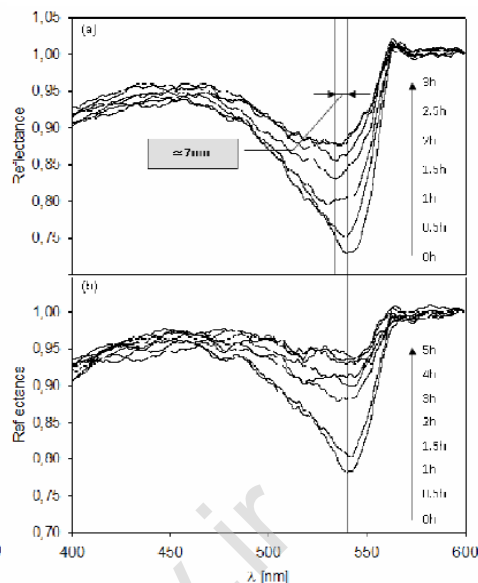 1,05
(a)
1,00
0,95
0,90
0,85
0,80
0,75
Reflectance
≃7nm
3h
2.5h
2h
1.5h
1h
0.5h
0h
(b)
1,00
0,95
0,90
0,85
0,80
0,75
0,70
Reflectance
5h
4h
3h
2h
1.5h
1h
0.5h
0h
400
450
500
550
600
λ [nm]